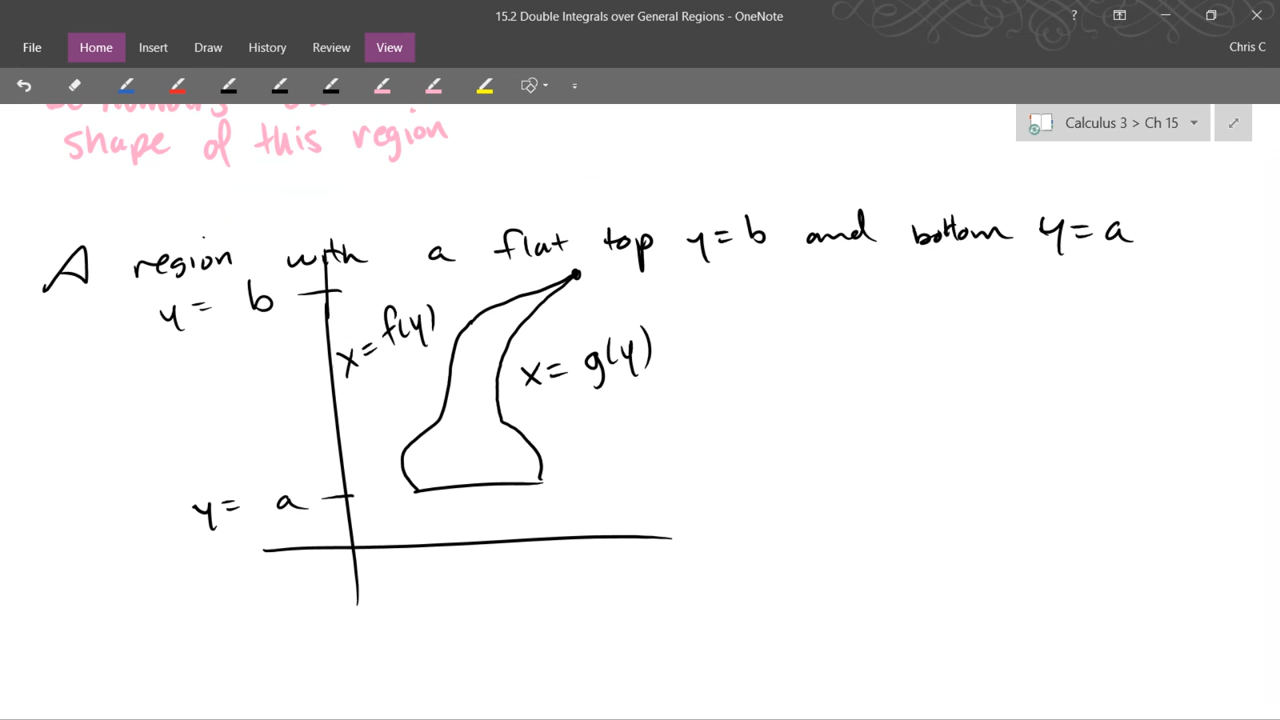 15.2 Double Integrals over General Regions - OneNote
?
File Home Insert Draw History Review View Chris C
Calculus 3 > Ch 15
shape of this region
A region with a flat top y = b and bottom y = a
y = b
x = f(y)
x = g(y)
y = a